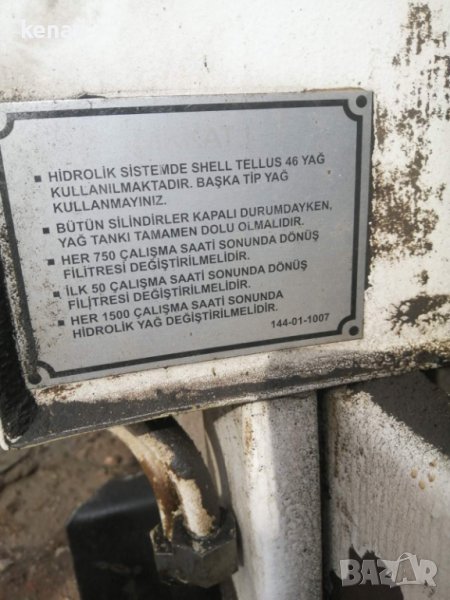 kenai
■ HİDROLİK SİSTEMDE SHELL TELLUS 46 YAĞ
KULLANILMAKTADIR. BAŞKA TİP YAĞ
KULLANMAYINIZ.
■ BÜTÜN SİLİNDİRLER KAPALI DURUMDAYKEN,
YAĞ TANKI TAMAMEN DOLU OLMALIDIR.
■ HER 750 ÇALIŞMA SAATİ SONUNDA DÖNÜŞ
FİLİTRESİ DEĞİŞTİRİLMELİDİR.
■ İLK 50 ÇALIŞMA SAATİ SONUNDA DÖNÜŞ
FİLİTRESİ DEĞİŞTİRİLMELİDİR.
■ HER 1500 ÇALIŞMA SAATİ SONUNDA
HİDROLİK YAĞ DEĞİŞTİRİLMELİDİR.
144-01-1007
BAZAR